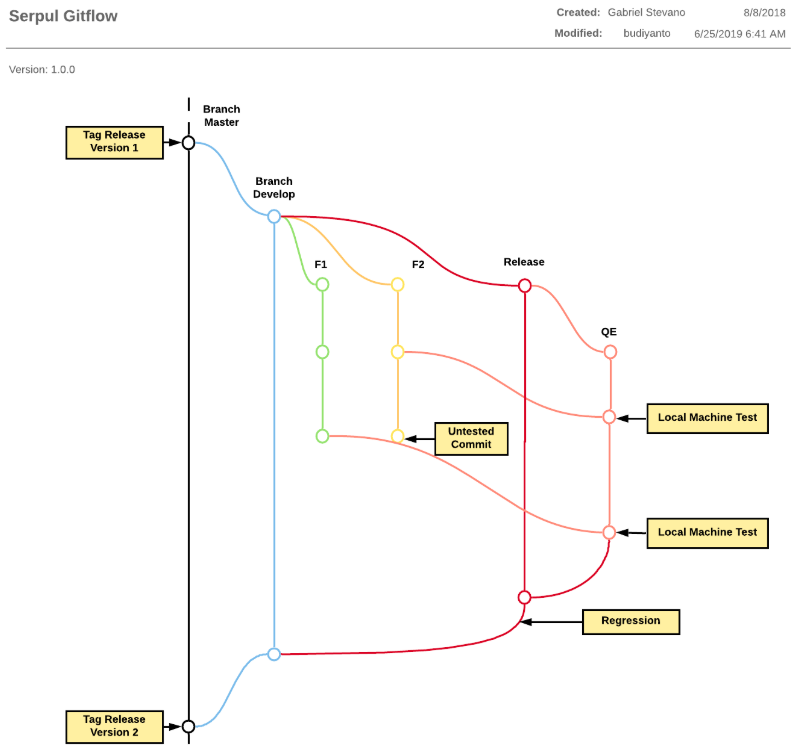 Serpul Gitflow
Created: Gabriel Stevano 8/8/2018
Modified: budiyanto 6/25/2019 6:41 AM
Version: 1.0.0
Branch
Master
Tag Release
Version 1
Branch
Develop
F1
F2
Release
QE
Local Machine Test
Untested
Commit
Local Machine Test
Regression
Tag Release
Version 2